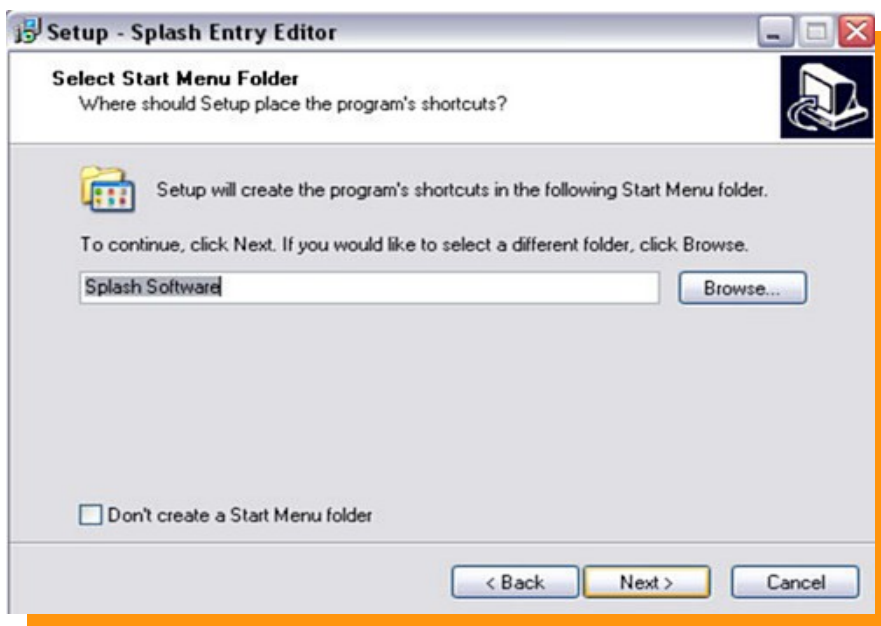 Setup - Splash Entry Editor
Select Start Menu Folder
Where should Setup place the program's shortcuts?
Setup will create the program's shortcuts in the following Start Menu folder.
To continue, click Next. If you would like to select a different folder, click Browse.
Splash Software
Browse...
Don't create a Start Menu folder
< Back
Next >
Cancel